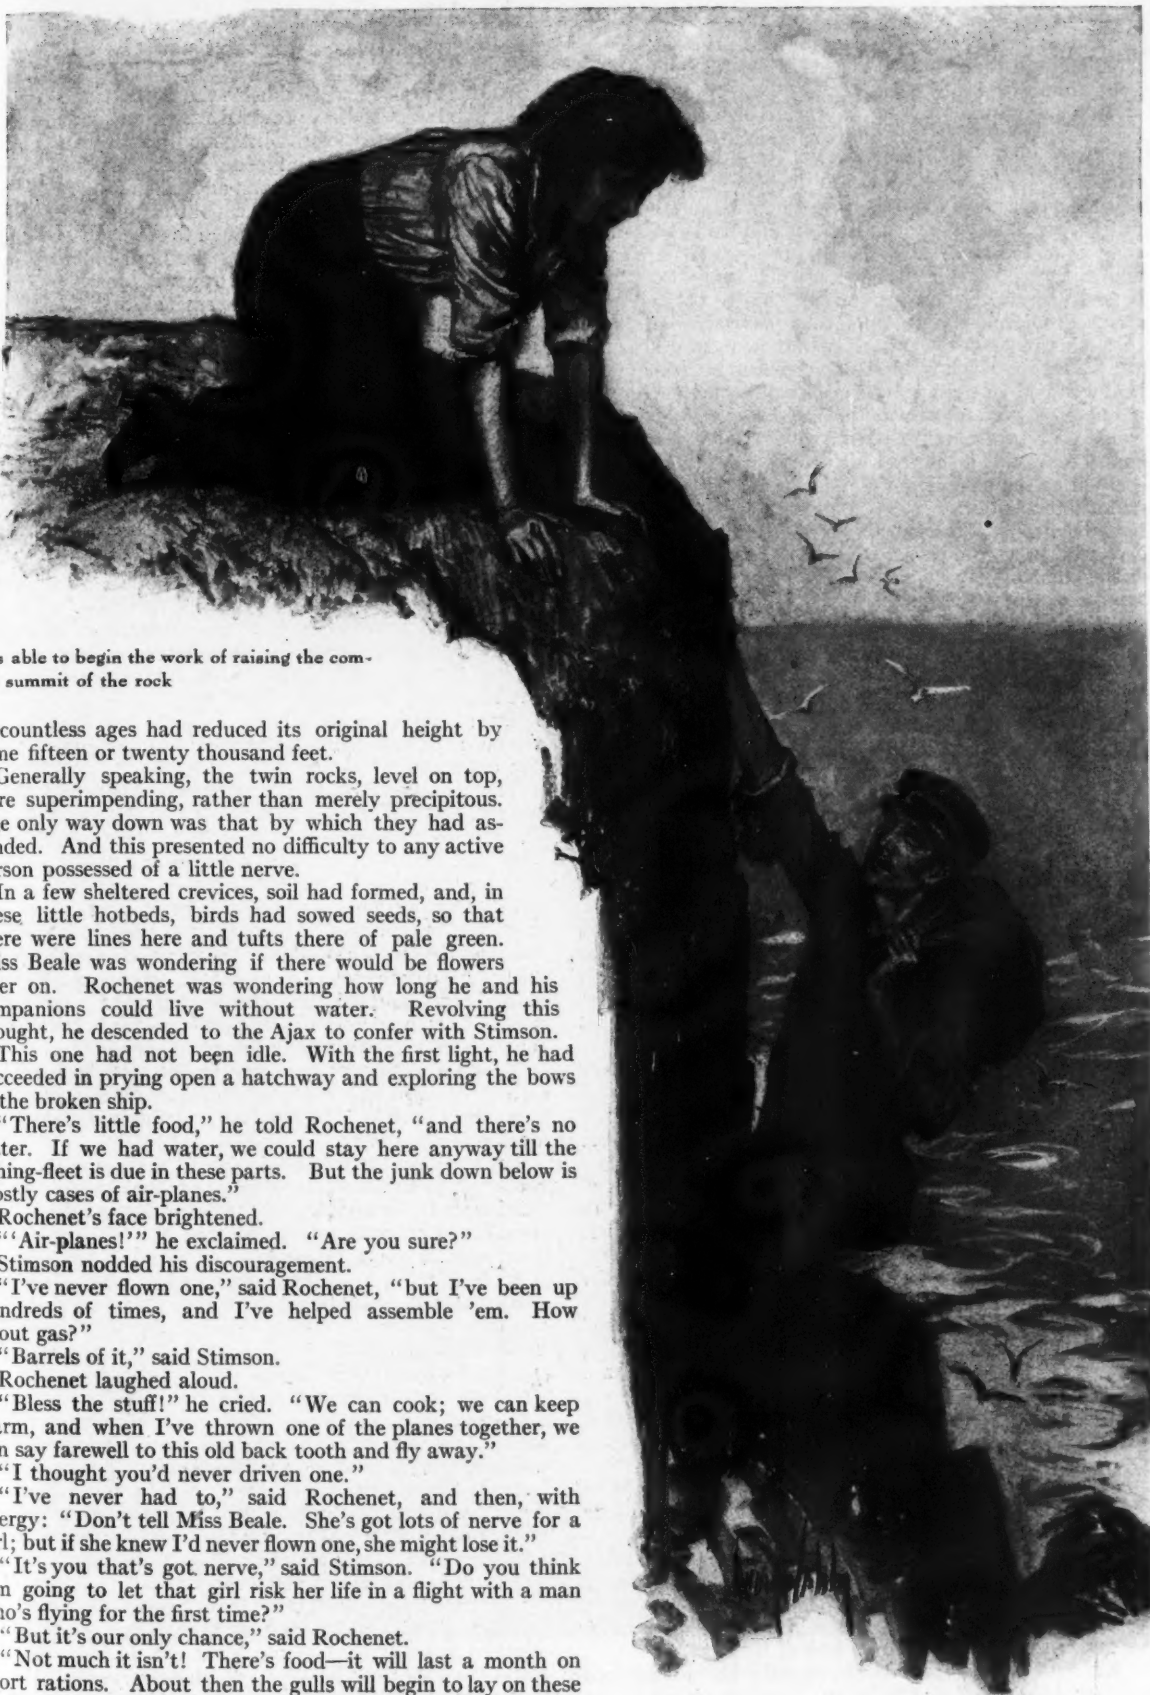 s able to begin the work of raising the com-
summit of the rock
countless ages had reduced its original height by
ne fifteen or twenty thousand feet.
Generally speaking, the twin rocks, level on top,
re superimpending, rather than merely precipitous.
e only way down was that by which they had as-
nded. And this presented no difficulty to any active
rson possessed of a little nerve.
In a few sheltered crevices, soil had formed, and, in
ese little hotbeds, birds had sowed seeds, so that
ere were lines here and tufts there of pale green.
iss Beale was wondering if there would be flowers
er on. Rochenet was wondering how long he and his
mpanions could live without water. Revolving this
ought, he descended to the Ajax to confer with Stimson.
This one had not been idle. With the first light, he had
cceeded in prying open a hatchway and exploring the bows
the broken ship.
"There's little food," he told Rochenet, "and there's no
ter. If we had water, we could stay here anyway till the
hing-fleet is due in these parts. But the junk down below is
ostly cases of air-planes."
Rochenet's face brightened.
"'Air-planes!'" he exclaimed. "Are you sure?"
Stimson nodded his discouragement.
"I've never flown one," said Rochenet, "but I've been up
ndreds of times, and I've helped assemble 'em. How
out gas?"
"Barrels of it," said Stimson.
Rochenet laughed aloud.
"Bless the stuff!" he cried. "We can cook; we can keep
rm, and when I've thrown one of the planes together, we
n say farewell to this old back tooth and fly away."
"I thought you'd never driven one."
"I've never had to," said Rochenet, and then, with
ergy: "Don't tell Miss Beale. She's got lots of nerve for a
l; but if she knew I'd never flown one, she might lose it."
"It's you that's got nerve," said Stimson. "Do you think
n going to let that girl risk her life in a flight with a man
ho's flying for the first time?"
"But it's our only chance," said Rochenet.
"Not much it isn't! There's food—it will last a month on
ort rations. About then the gulls will begin to lay on these